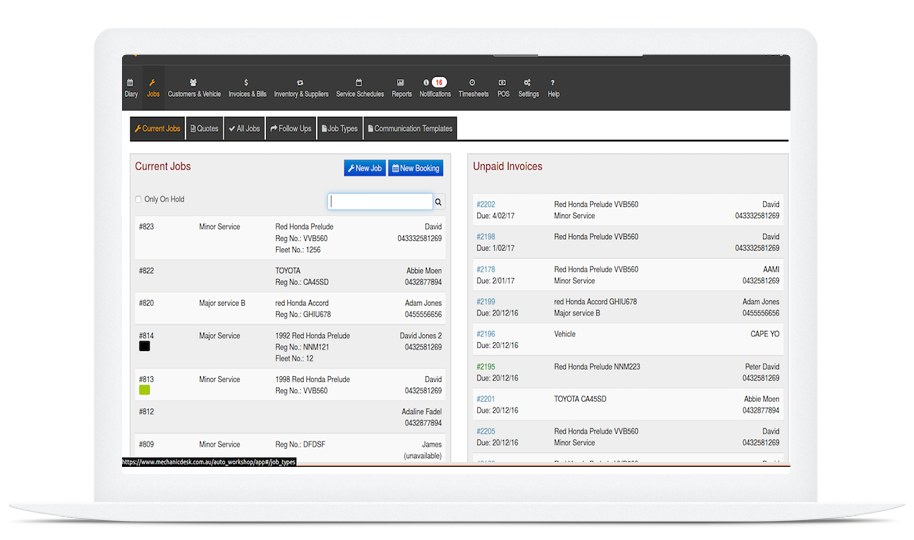 Diary Jobs Customers & Vehicle Invoices & Bills Inventory & Suppliers Service Schedules Reports 16 Notifications Timesheets POS Settings ? Help
Current Jobs Quotes All Jobs Follow Ups Job Types Communication Templates
Current Jobs New Job New Booking
Only On Hold
#823 Minor Service Red Honda Prelude David
Reg No.: VVB560 043332581269
Fleet No.: 1256
#822 TOYOTA Abbie Moen
Reg No.: CA45SD 0432877894
#820 Major service B red Honda Accord Adam Jones
Reg No.: GHIU678 0455556656
#814 Major Service 1992 Red Honda Prelude David Jones 2
Reg No.: NNM121 0432581269
Fleet No.: 12
#813 Minor Service 1998 Red Honda Prelude David
Reg No.: VVB560 0432581269
#812 Adaline Fadel
0432877894
#809 Minor Service Reg No.: DFDSF James
(unavailable)
https://www.mechanicdesk.com.au/auto_workshop/app#/job_types
Unpaid Invoices
#2202 Red Honda Prelude VVB560 David
Due: 4/02/17 Minor Service 043332581269
#2198 Red Honda Prelude VVB560 David
Due: 1/02/17 0433332581269
#2178 Red Honda Prelude VVB560 AAMI
Due: 2/01/17 Minor Service 0432581269
#2199 red Honda Accord GHIU678 Adam Jones
Due: 20/12/16 Major service B 0455556656
#2196 Vehicle CAPE YO
Due: 20/12/16
#2195 Red Honda Prelude NNM223 Peter David
Due: 20/12/16 0432581269
#2201 TOYOTA CA45SD Abbie Moen
Due: 20/12/16 0432877894
#2205 Red Honda Prelude VVB560 David
Due: 20/12/16 Minor Service 0432581269